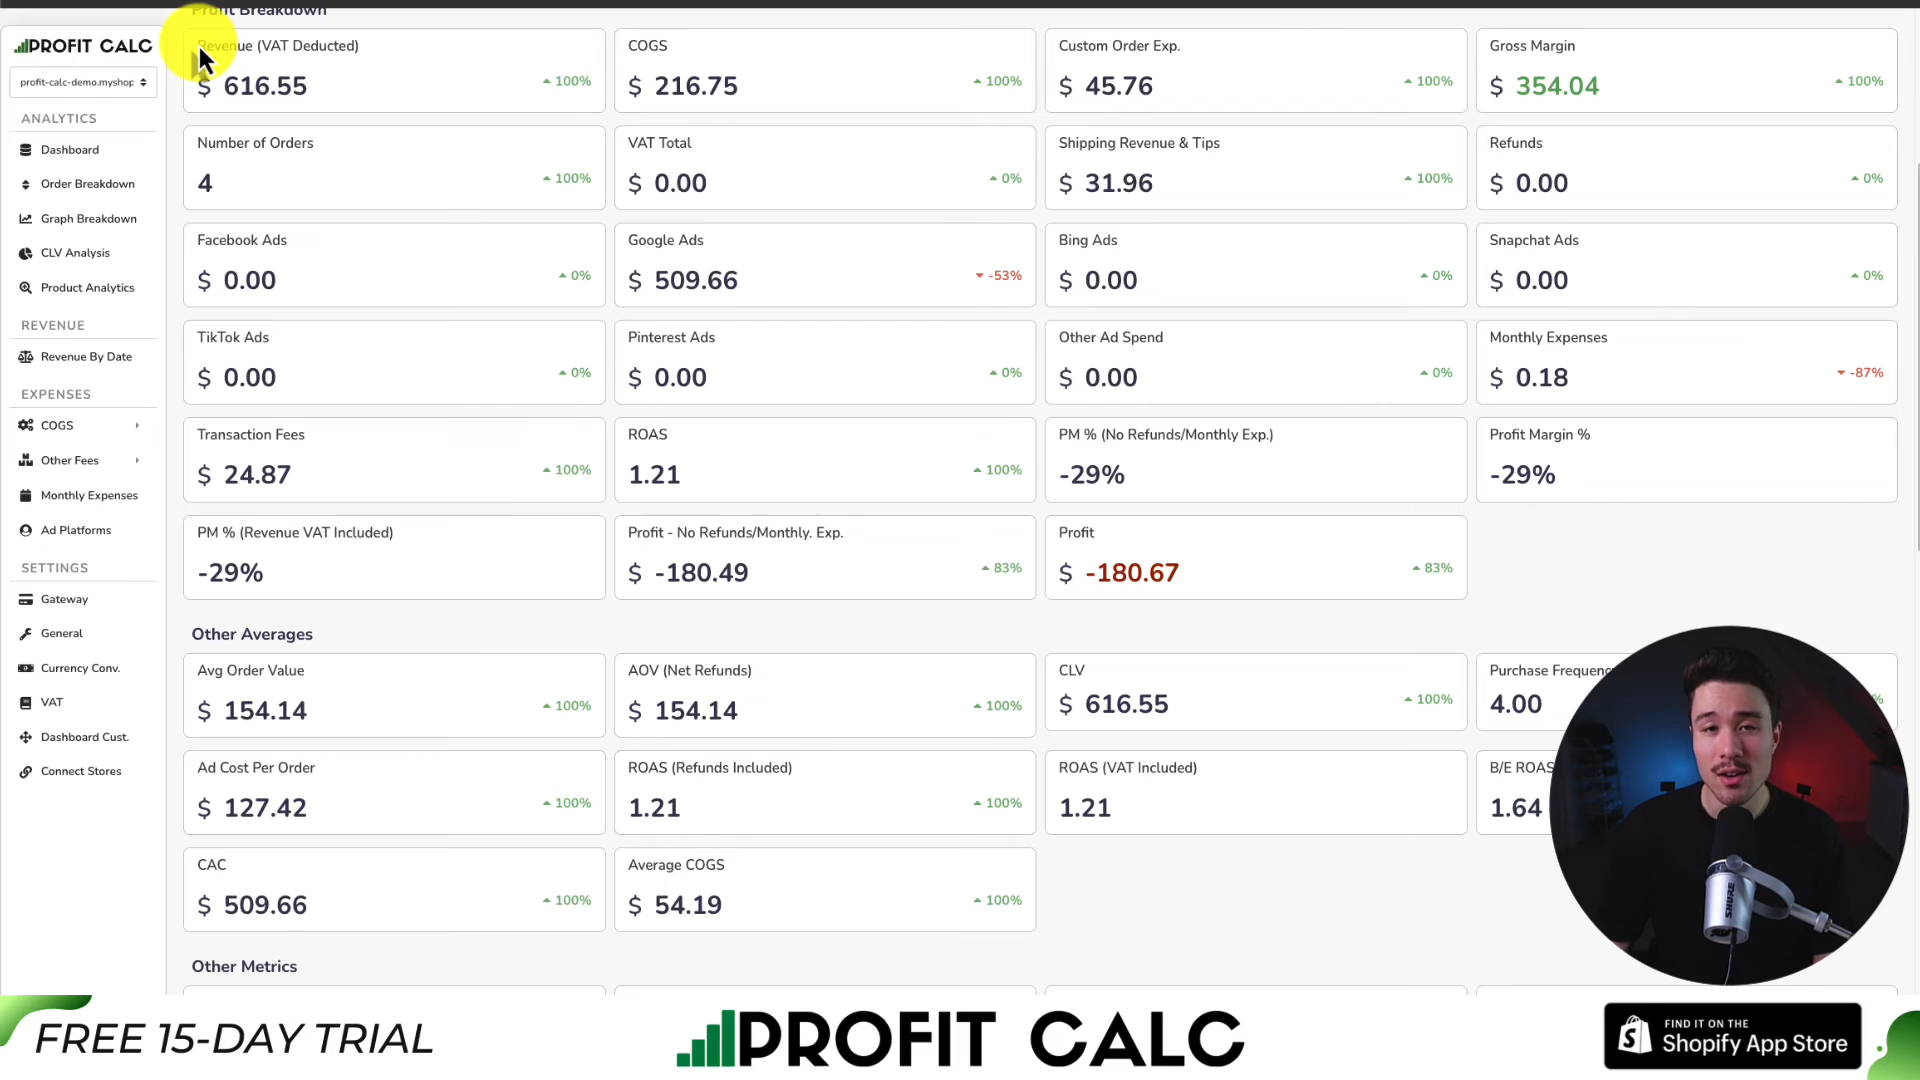 Profit Breakdown
PROFIT CALC
profit-calc-demo.myshop
ANALYTICS
Dashboard
Order Breakdown
Graph Breakdown
CLV Analysis
Product Analytics
REVENUE
Revenue By Date
EXPENSES
COGS
Other Fees
Monthly Expenses
Ad Platforms
SETTINGS
Gateway
General
Currency Conv.
VAT
Dashboard Cust.
Connect Stores
Revenue (VAT Deducted)
$ 616.55
100%
COGS
$ 216.75
100%
Custom Order Exp.
$ 45.76
100%
Gross Margin
$ 354.04
100%
Number of Orders
4
100%
VAT Total
$ 0.00
0%
Shipping Revenue & Tips
$ 31.96
100%
Refunds
$ 0.00
0%
Facebook Ads
$ 0.00
0%
Google Ads
$ 509.66
-53%
Bing Ads
$ 0.00
0%
Snapchat Ads
$ 0.00
0%
TikTok Ads
$ 0.00
0%
Pinterest Ads
$ 0.00
0%
Other Ad Spend
$ 0.00
0%
Monthly Expenses
$ 0.18
-87%
Transaction Fees
$ 24.87
100%
ROAS
1.21
100%
PM % (No Refunds/Monthly Exp.)
-29%
Profit Margin %
-29%
PM % (Revenue VAT Included)
-29%
Profit - No Refunds/Monthly. Exp.
$ -180.49
83%
Profit
$ -180.67
83%
Other Averages
Avg Order Value
$ 154.14
100%
AOV (Net Refunds)
$ 154.14
100%
CLV
$ 616.55
100%
Purchase
4.00
%
Ad Cost Per Order
$ 127.42
100%
ROAS (Refunds Included)
1.21
100%
ROAS (VAT Included)
1.21
B/E ROAS
1.64
CAC
$ 509.66
100%
Average COGS
$ 54.19
100%
Other Metrics
SHURE
FREE 15-DAY TRIAL
PROFIT CALC
FIND IT ON THE
Shopify App Store